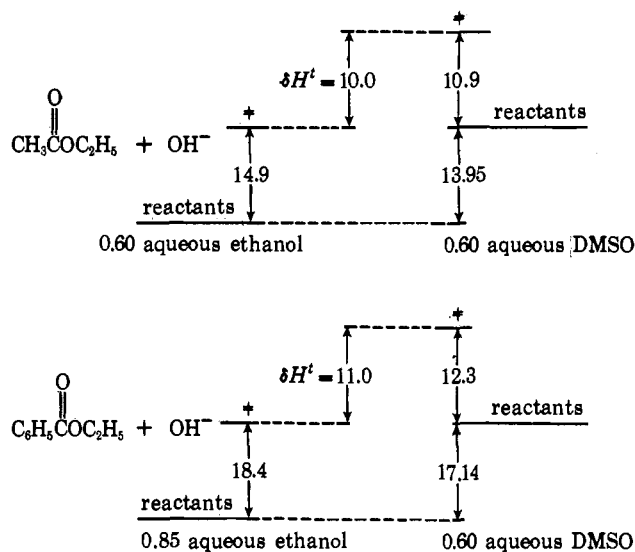 ≠
δHᵗ = 10.0
10.9
reactants
≠
O
CH₃COC₂H₅ + OH⁻
14.9
13.95
reactants
0.60 aqueous ethanol
0.60 aqueous DMSO
≠
δHᵗ = 11.0
12.3
reactants
≠
O
C₆H₅COC₂H₅ + OH⁻
18.4
17.14
reactants
0.85 aqueous ethanol
0.60 aqueous DMSO